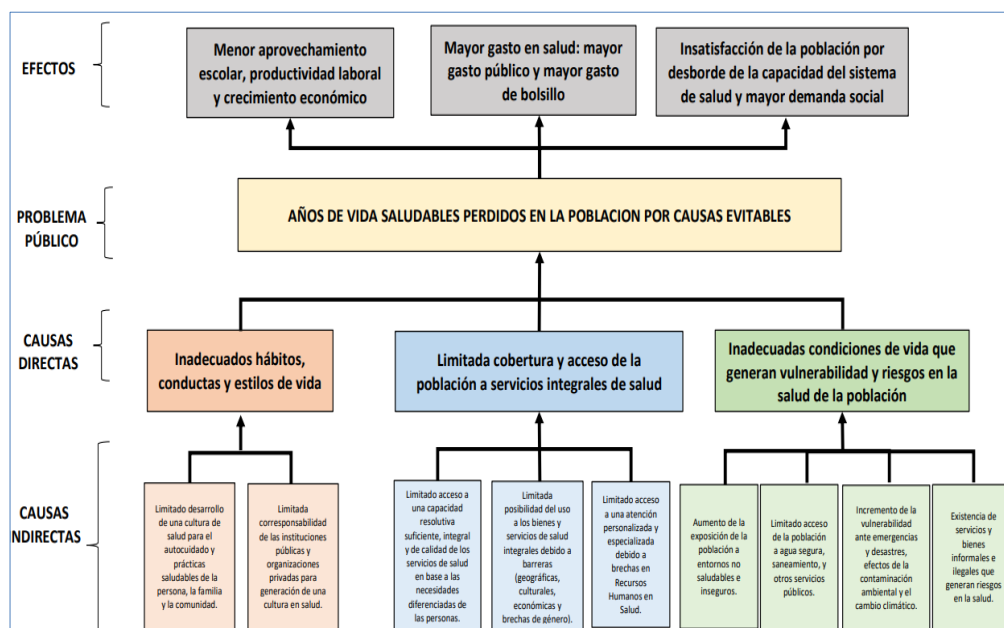 EFECTOS
Menor aprovechamiento
escolar, productividad laboral
y crecimiento económico
Mayor gasto en salud: mayor
gasto público y mayor gasto
de bolsillo
Insatisfacción de la población por
desborde de la capacidad del sistema
de salud y mayor demanda social
PROBLEMA
PÚBLICO
AÑOS DE VIDA SALUDABLES PERDIDOS EN LA POBLACION POR CAUSAS EVITABLES
CAUSAS
DIRECTAS
Inadecuados hábitos,
conductas y estilos de vida
Limitada cobertura y acceso de la
población a servicios integrales de salud
Inadecuadas condiciones de vida que
generan vulnerabilidad y riesgos en la
salud de la población
CAUSAS
NDIRECTAS
Limitado desarrollo
de una cultura de
salud para el
autocuidado y
prácticas
saludables de la
persona, la familia
y la comunidad.
Limitada
corresponsabilidad
de las instituciones
públicas y
organizaciones
privadas para
generación de una
cultura en salud.
Limitado acceso a
una capacidad
resolutiva
suficiente, integral
y de calidad de los
servicios de salud
en base a las
necesidades
diferenciadas de
las personas.
Limitada
posibilidad del uso
a los bienes y
servicios de salud
integrales debido a
barreras
(geográficas,
culturales,
económicas y
brechas de género).
Limitado acceso
a una atención
personalizada y
especializada
debido a
brechas en
Recursos
Humanos en
Salud.
Aumento de la
exposición de la
población a
entornos no
saludables e
inseguros.
Limitado acceso
de la población
a agua segura,
saneamiento, y
otros servicios
públicos.
Incremento de la
vulnerabilidad
ante emergencias
y desastres,
efectos de la
contaminación
ambiental y el
cambio climático.
Existencia de
servicios y
bienes
informales e
ilegales que
generan riesgos
en la salud.